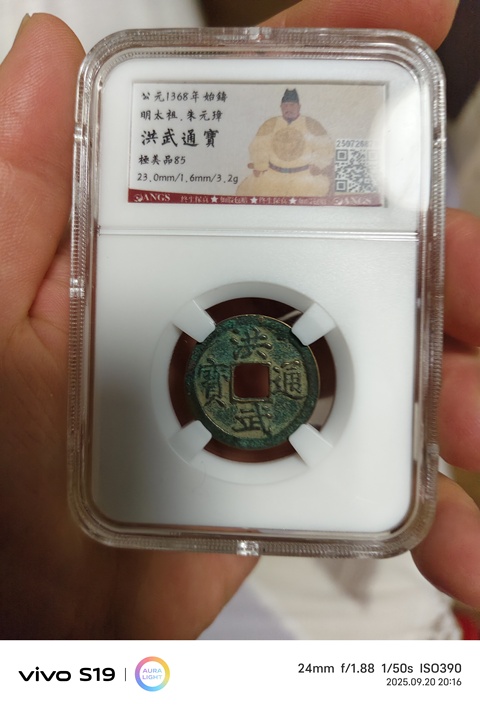 公元1368年 始鑄
明太祖.朱元璋
洪武通寶
極美品85
23.0mm/1.6mm/3.2g
ANGS
洪武通寶
vivo S19
AURA LIGHT
24mm f/1.88 1/50s ISO390
2025.09.20 20:16